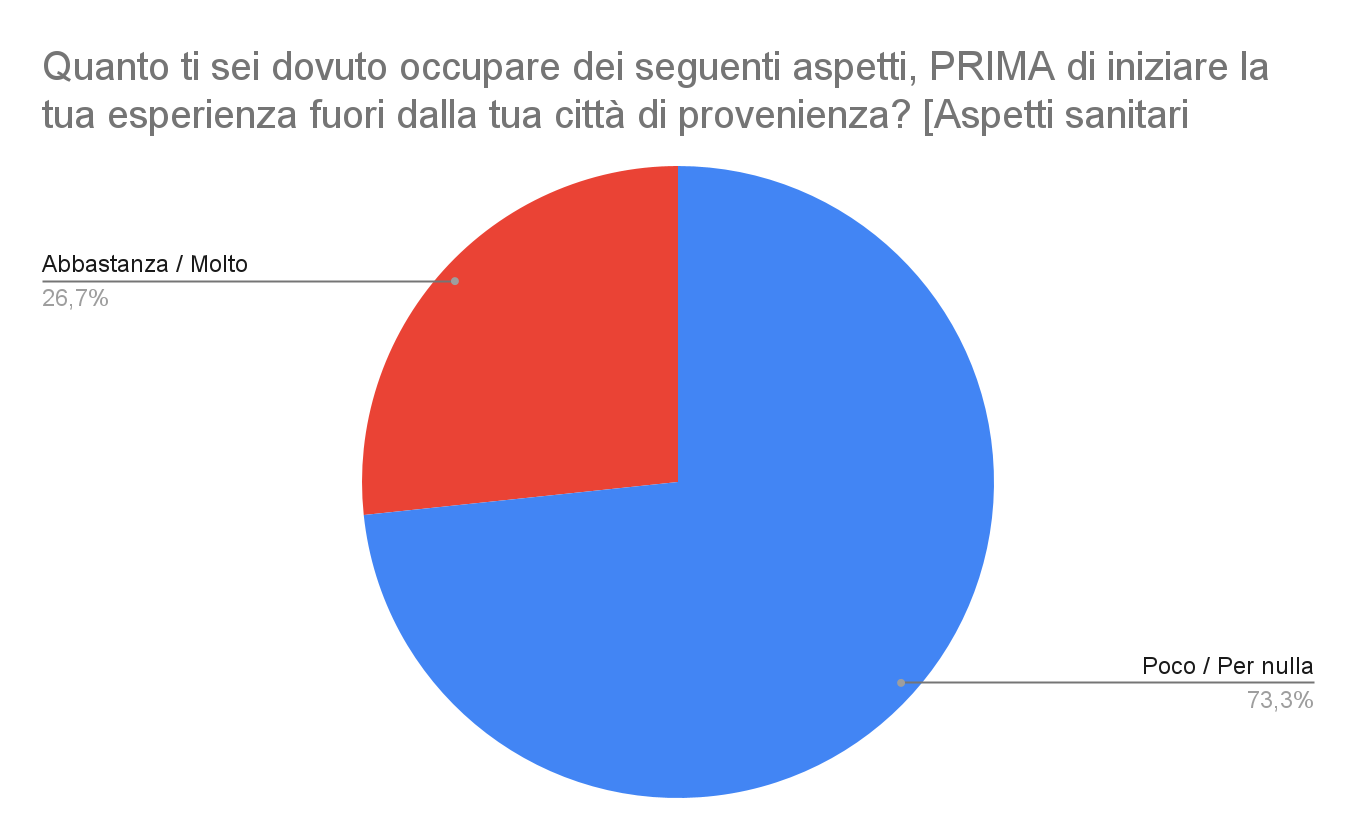 Quanto ti sei dovuto occupare dei seguenti aspetti, PRIMA di iniziare la
tua esperienza fuori dalla tua città di provenienza? [Aspetti sanitari
Abbastanza / Molto
26,7%
Poco / Per nulla
73,3%